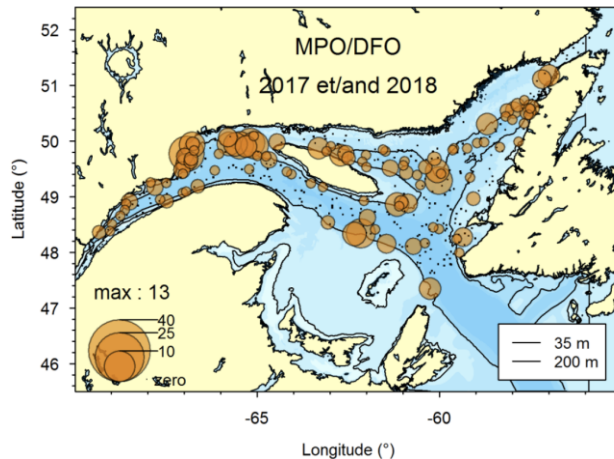 MPO/DFO
2017 et/and 2018
52
51
50
49
48
47
46
Latitude (°)
max : 13
40
25
10
zero
35 m
200 m
-65
-60
Longitude (°)